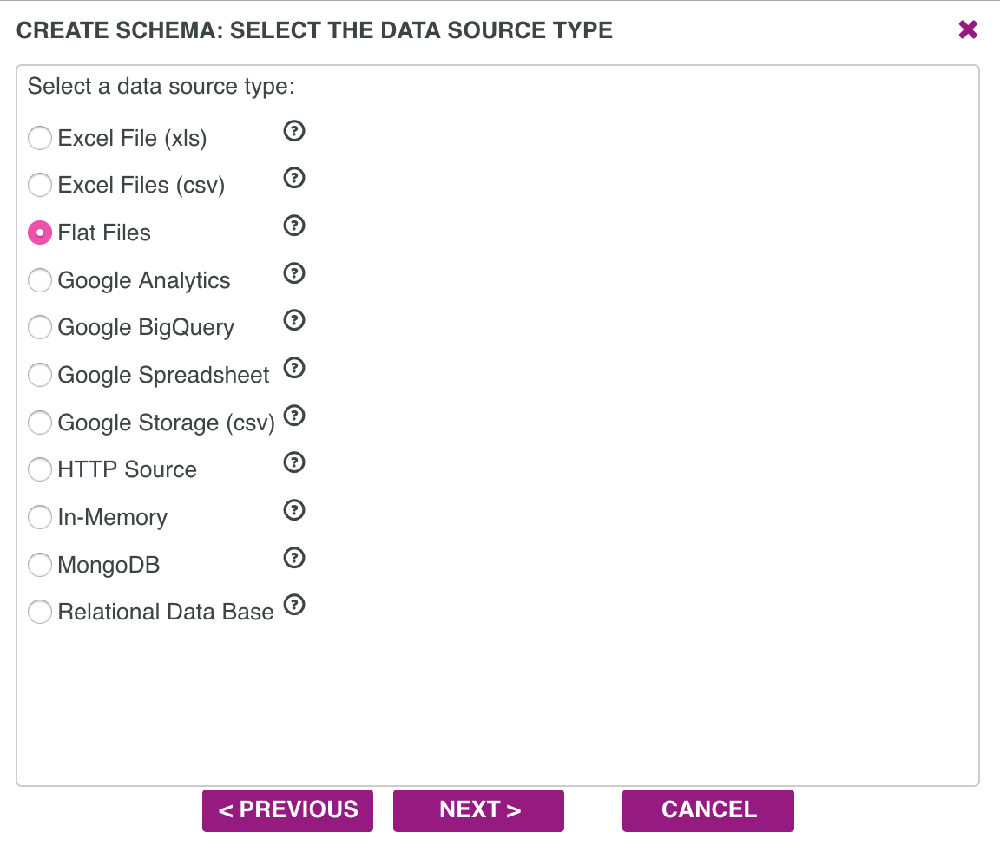 CREATE SCHEMA: SELECT THE DATA SOURCE TYPE
Select a data source type:
Excel File (xls) ?
Excel Files (csv) ?
Flat Files ?
Google Analytics ?
Google BigQuery ?
Google Spreadsheet ?
Google Storage (csv) ?
HTTP Source ?
In-Memory ?
MongoDB ?
Relational Data Base ?
< PREVIOUS NEXT > CANCEL